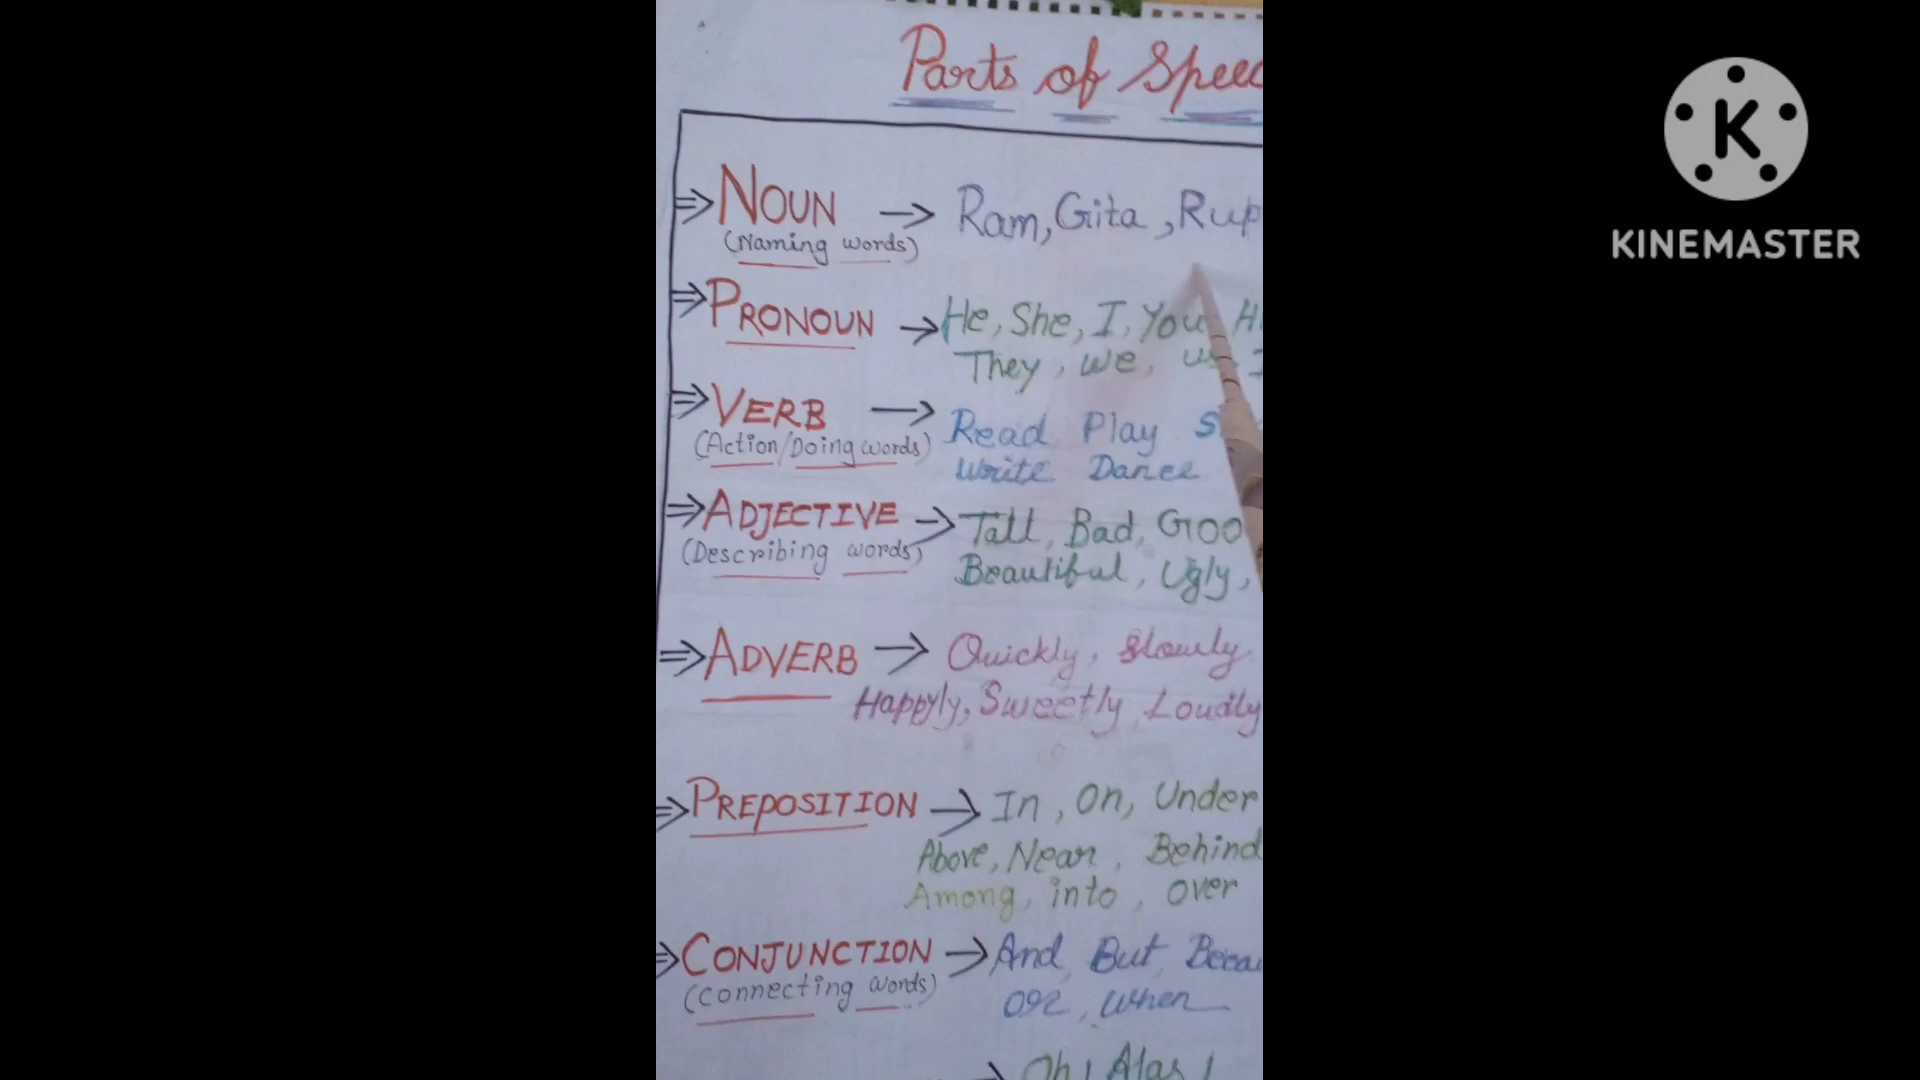 Parts of Speec
NOUN → Ram, Gita, Rup
(Naming words)
PRONOUN → He, She, I, You
They, we,
VERB → Read Play
(Action/Doing words)
Write Dance
ADJECTIVE → Tall, Bad, Goo
(Describing words)
Beautiful, Ugly,
ADVERB → Quickly, Slowly
Happyly, Sweetly, Loudly
PREPOSITION → In, On, Under
Above, Near, Behind
Among, into, over
CONJUNCTION → And, But, Becau
(connecting words)
or, When
Oh! Alas!
K
KINEMASTER